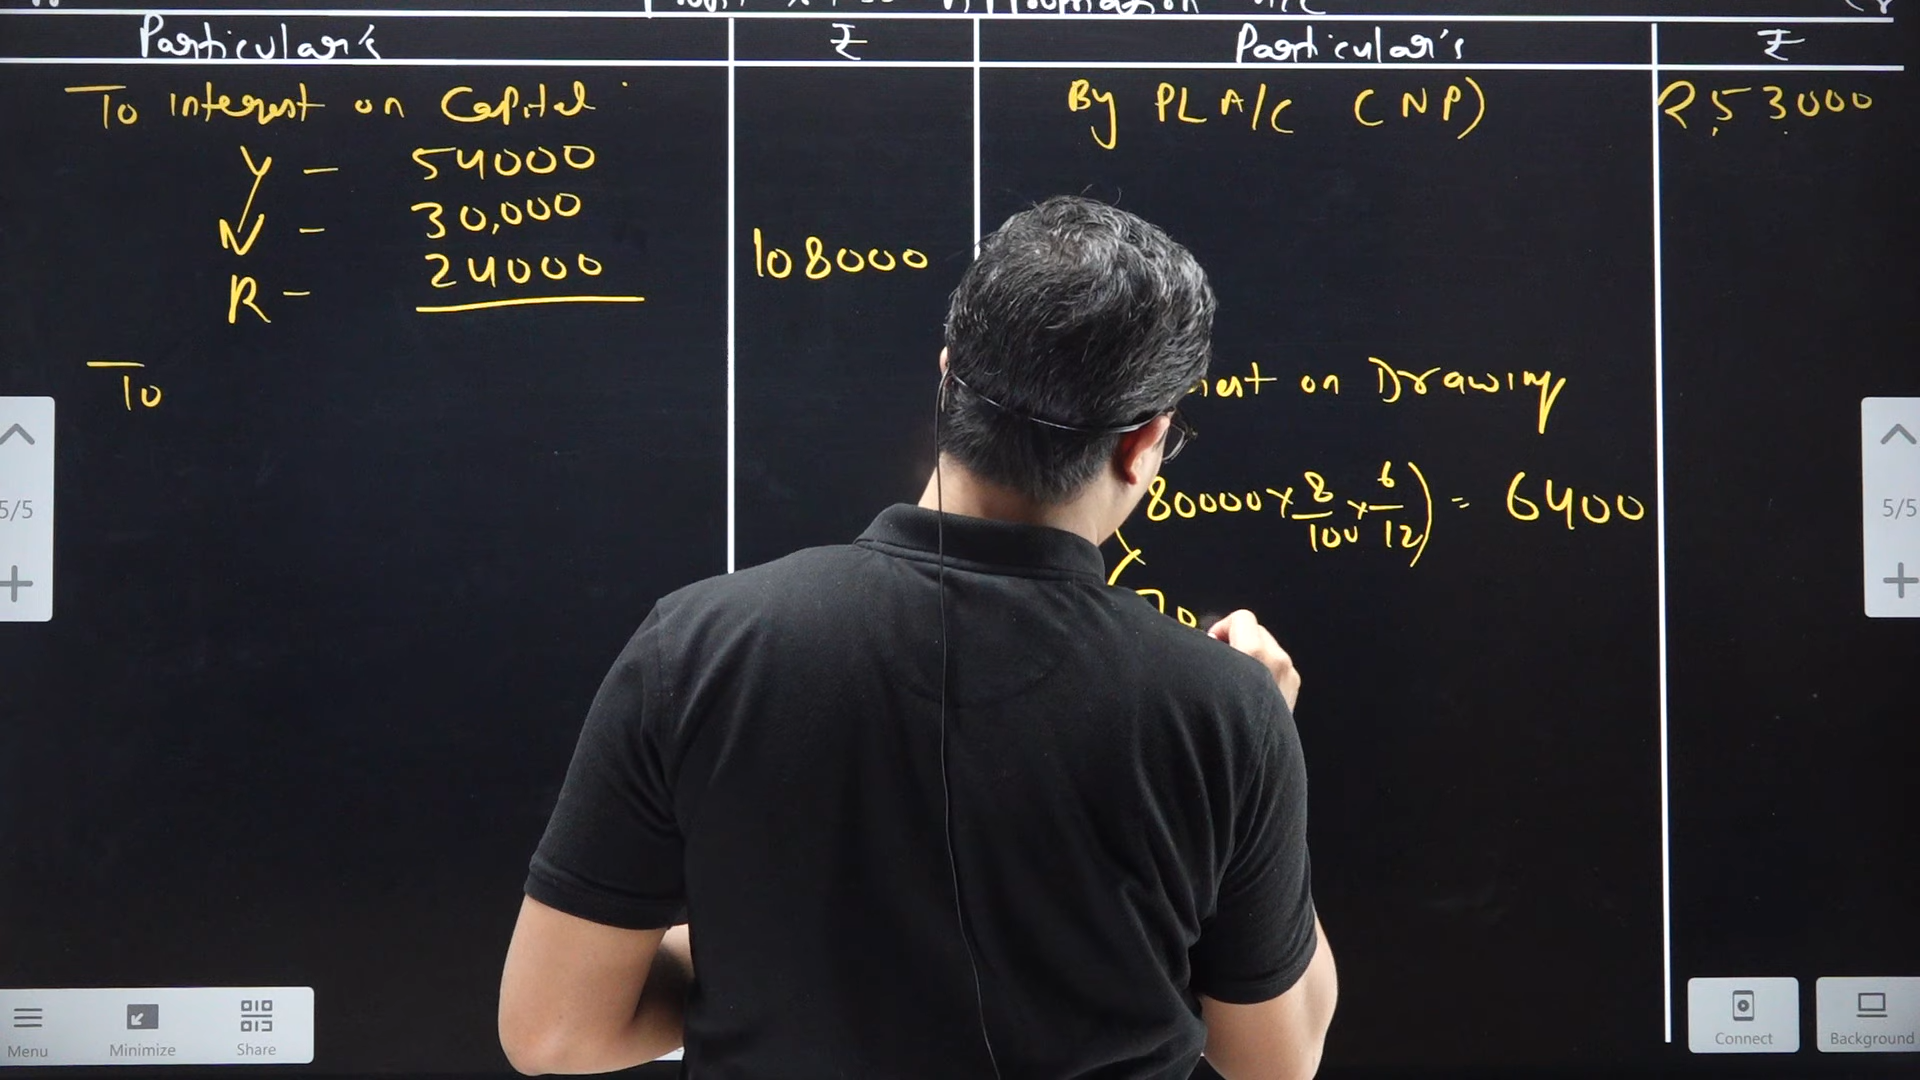 Particular's ₹ Particular's ₹
To interest on Capital By PL A/C (NP) 253000
Y - 54000
N - 30,000
R - 24000 108000
To on Drawing
80000 × 8/100 × 6/12) = 6400
5/5 5/5
Menu Minimize Share Connect Background